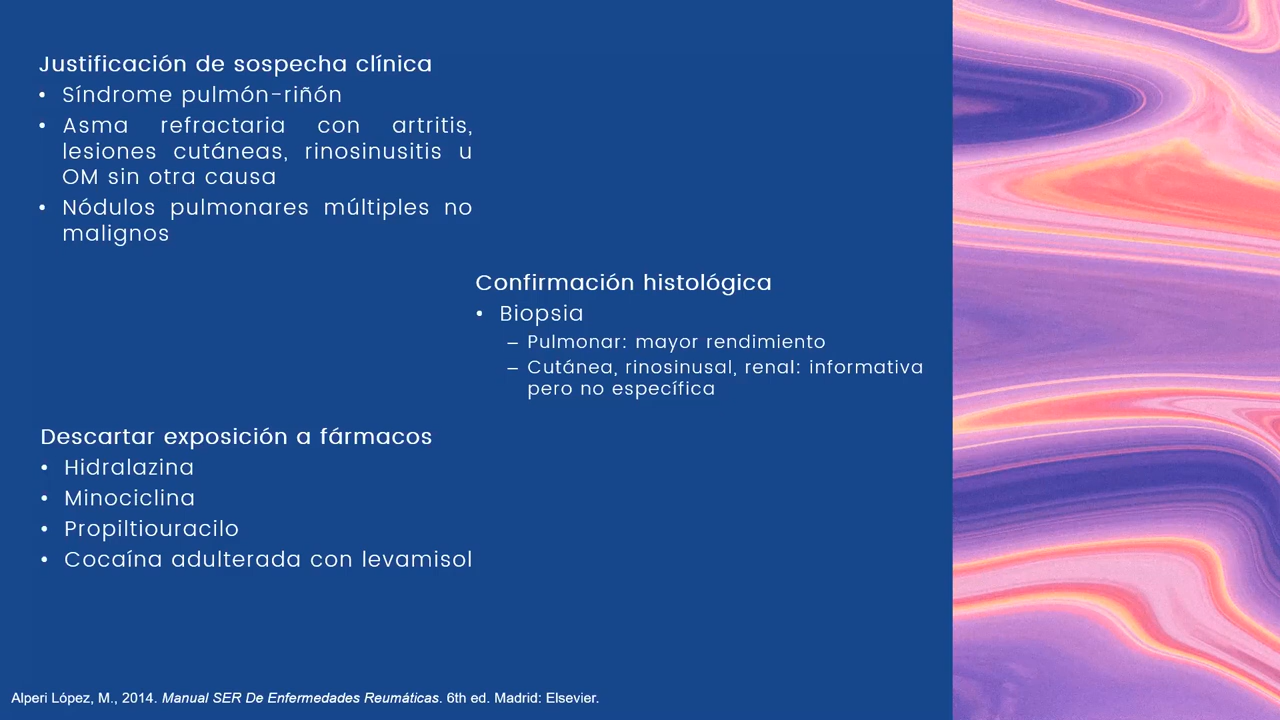 Justificación de sospecha clínica
• Síndrome pulmón-riñón
• Asma refractaria con artritis,
lesiones cutáneas, rinosinusitis u
OM sin otra causa
• Nódulos pulmonares múltiples no
malignos
Confirmación histológica
• Biopsia
– Pulmonar: mayor rendimiento
– Cutánea, rinosinusal, renal: informativa
pero no específica
Descartar exposición a fármacos
• Hidralazina
• Minociclina
• Propiltiouracilo
• Cocaína adulterada con levamisol
Alperi López, M., 2014. Manual SER De Enfermedades Reumáticas. 6th ed. Madrid: Elsevier.